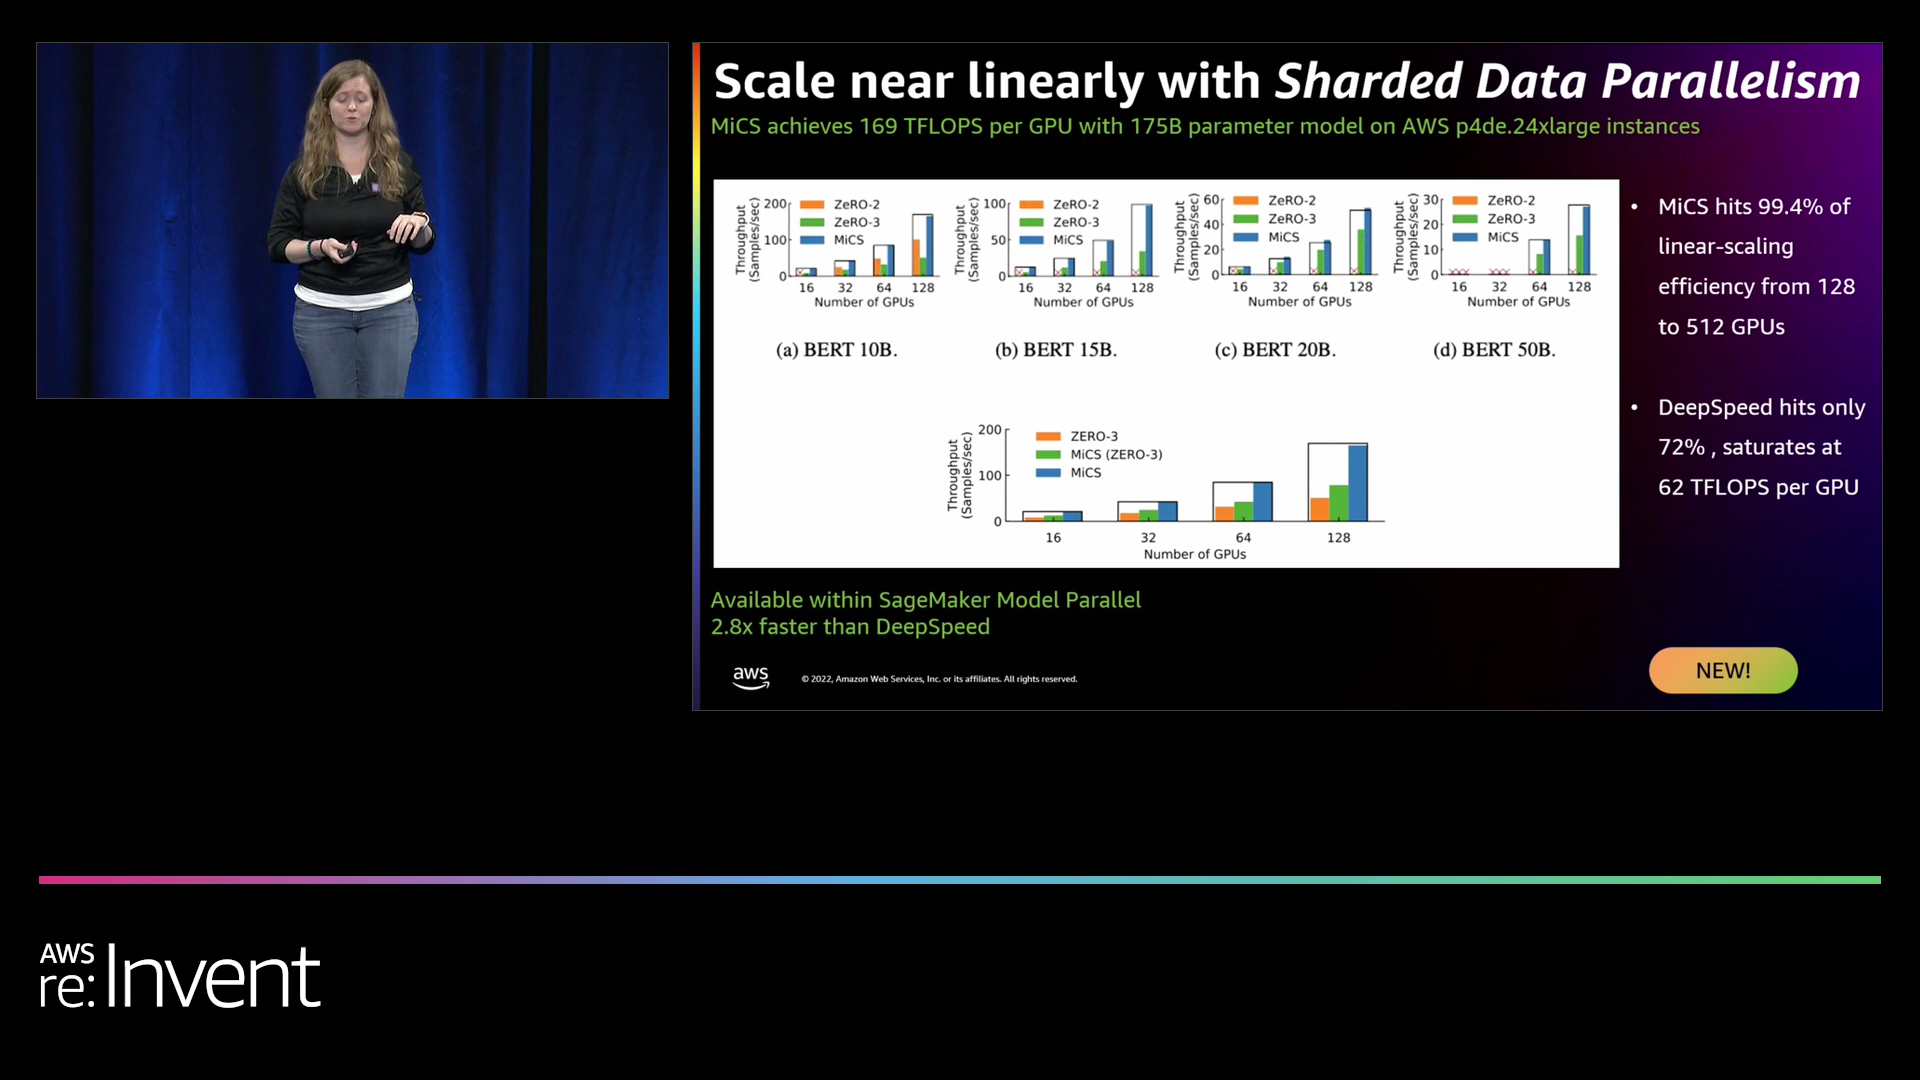 Scale near linearly with Sharded Data Parallelism
MiCS achieves 169 TFLOPS per GPU with 175B parameter model on AWS p4de.24xlarge instances
Throughput
(Samples/sec)
200
100
0
ZeRO-2
ZeRO-3
MiCS
16 32 64 128
Number of GPUs
(a) BERT 10B.
Throughput
(Samples/sec)
100
50
0
ZeRO-2
ZeRO-3
MiCS
16 32 64 128
Number of GPUs
(b) BERT 15B.
Throughput
(Samples/sec)
60
40
20
0
ZeRO-2
ZeRO-3
MiCS
16 32 64 128
Number of GPUs
(c) BERT 20B.
Throughput
(Samples/sec)
30
20
10
0
ZeRO-2
ZeRO-3
MiCS
16 32 64 128
Number of GPUs
(d) BERT 50B.
Throughput
(Samples/sec)
200
100
0
ZERO-3
MiCS (ZERO-3)
MiCS
16 32 64 128
Number of GPUs
• MiCS hits 99.4% of
linear-scaling
efficiency from 128
to 512 GPUs
• DeepSpeed hits only
72% , saturates at
62 TFLOPS per GPU
Available within SageMaker Model Parallel
2.8x faster than DeepSpeed
aws
© 2022, Amazon Web Services, Inc. or its affiliates. All rights reserved.
NEW!
AWS
re:Invent